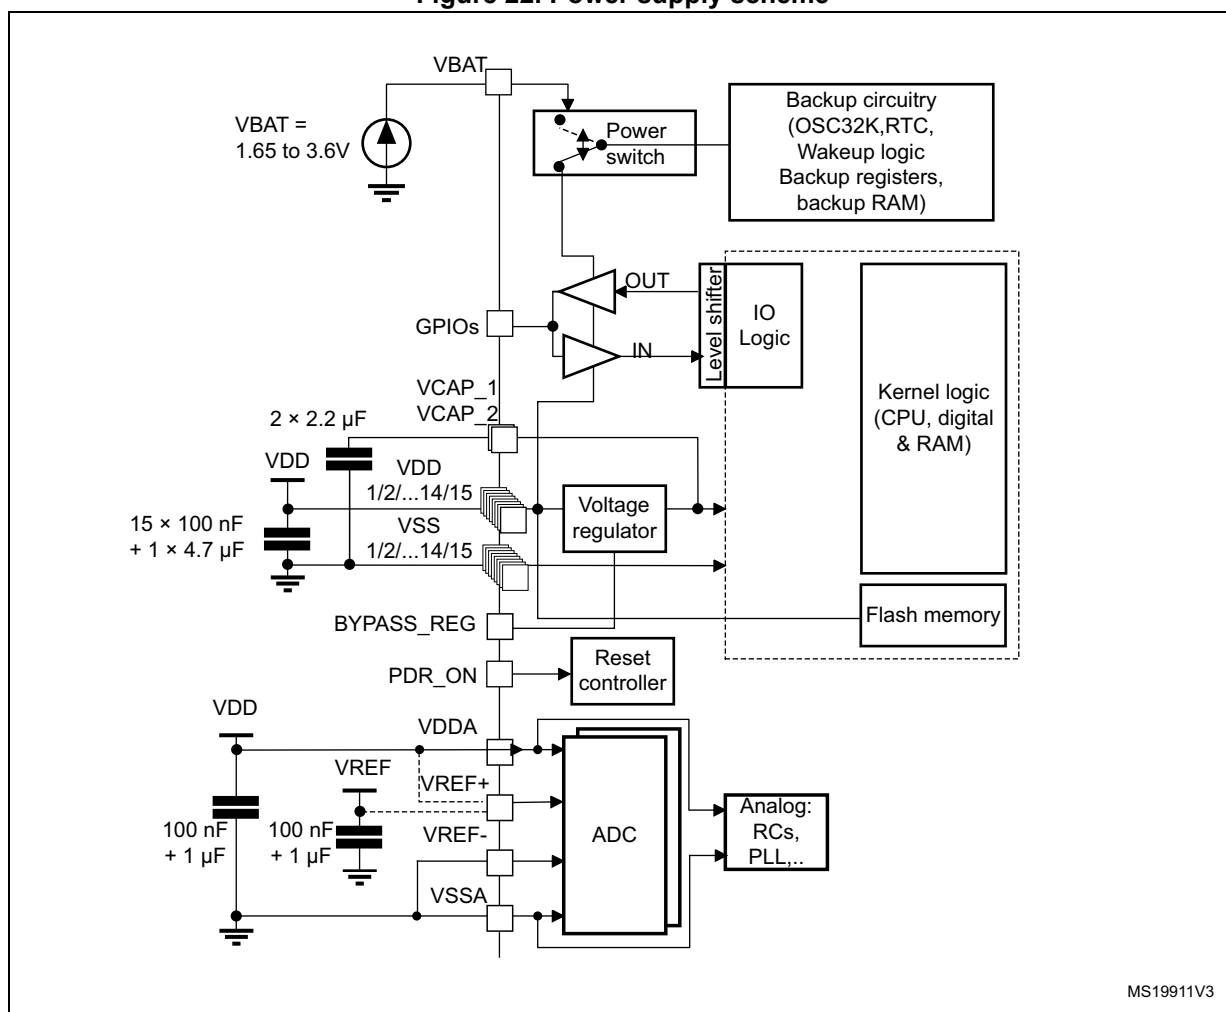 Figure 22. Power supply scheme
VBAT
VBAT =
1.65 to 3.6V
Power
switch
Backup circuitry
(OSC32K,RTC,
Wakeup logic
Backup registers,
backup RAM)
OUT
Level shifter
IO
Logic
GPIOs
IN
Kernel logic
(CPU, digital
& RAM)
VCAP_1
VCAP_2
2 × 2.2 μF
VDD
VDD
1/2/...14/15
Voltage
regulator
15 × 100 nF
+ 1 × 4.7 μF
VSS
1/2/...14/15
Flash memory
BYPASS_REG
PDR_ON
Reset
controller
VDD
VDDA
VREF
VREF+
100 nF
+ 1 μF
100 nF
+ 1 μF
VREF-
ADC
Analog:
RCs,
PLL,..
VSSA
MS19911V3